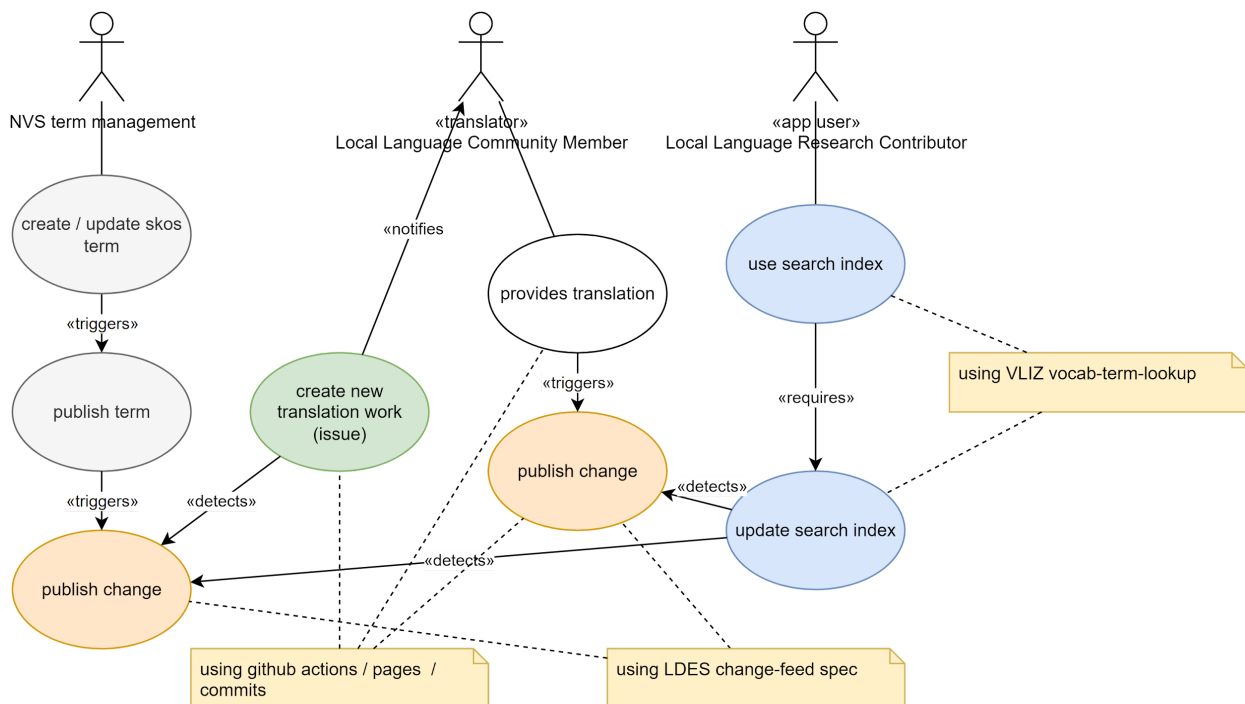 NVS term management
«translator»
Local Language Community Member
«app user»
Local Language Research Contributor
create / update skos
term
«notifies
use search index
provides translation
«triggers»
using VLIZ vocab-term-lookup
«triggers»
«requires»
create new
translation work
(issue)
publish term
publish change
«detects»
«triggers»
«detects»
update search index
«detects»
publish change
using github actions / pages  /
commits
using LDES change-feed spec